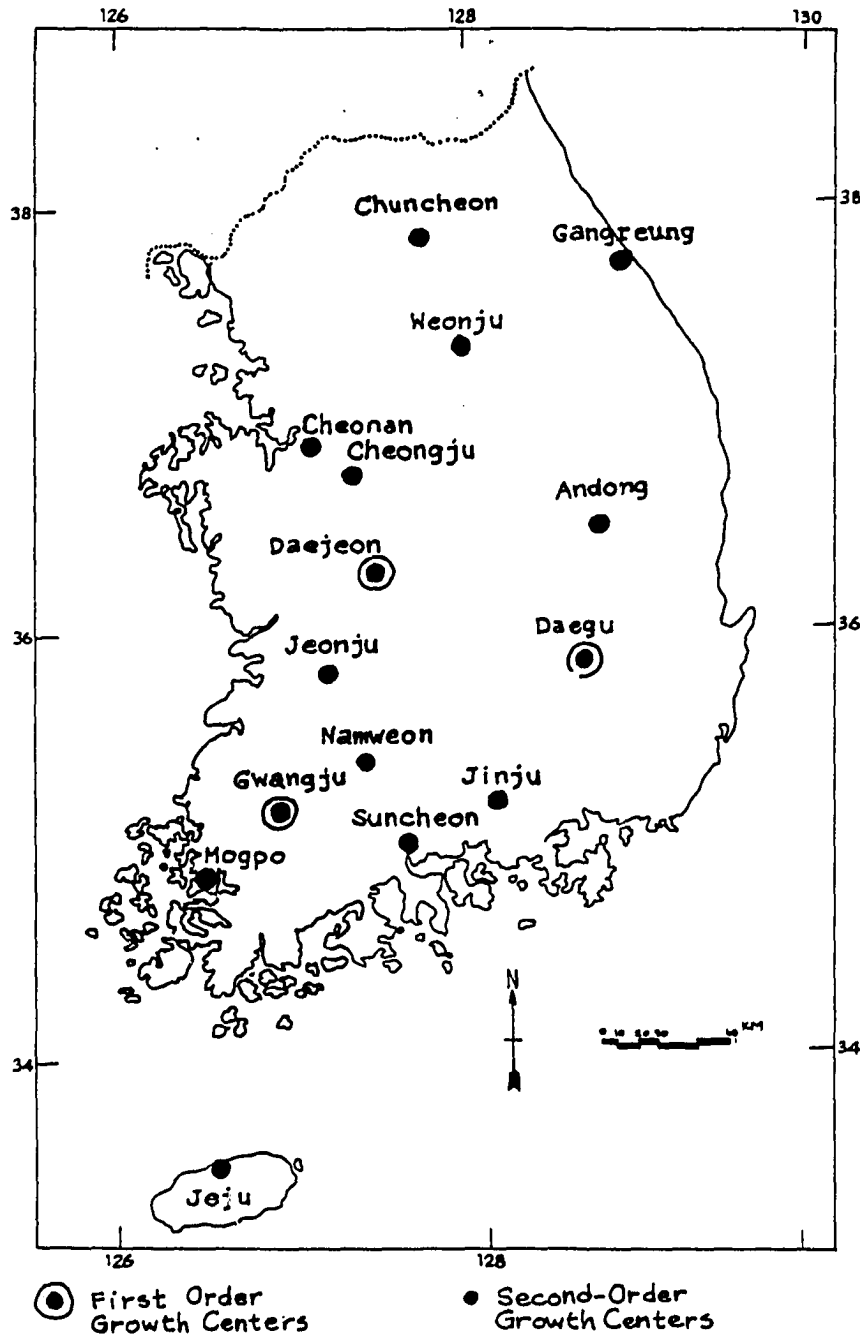 126 128 130
38 38
Chuncheon
Gangreung
Weonju
Cheonan
Cheongju
Andong
Daejeon
36 36
Daegu
Jeonju
Namweon
Gwangju
Jinju
Suncheon
Mogpo
N
KM
34 34
Jeju
126 128
First Order
Growth Centers
Second-Order
Growth Centers